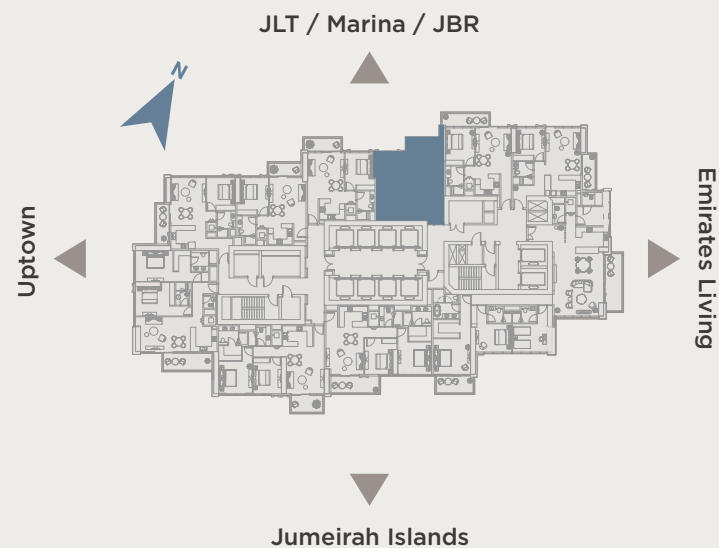 JLT / Marina / JBR
N
Uptown
Emirates Living
Jumeirah Islands